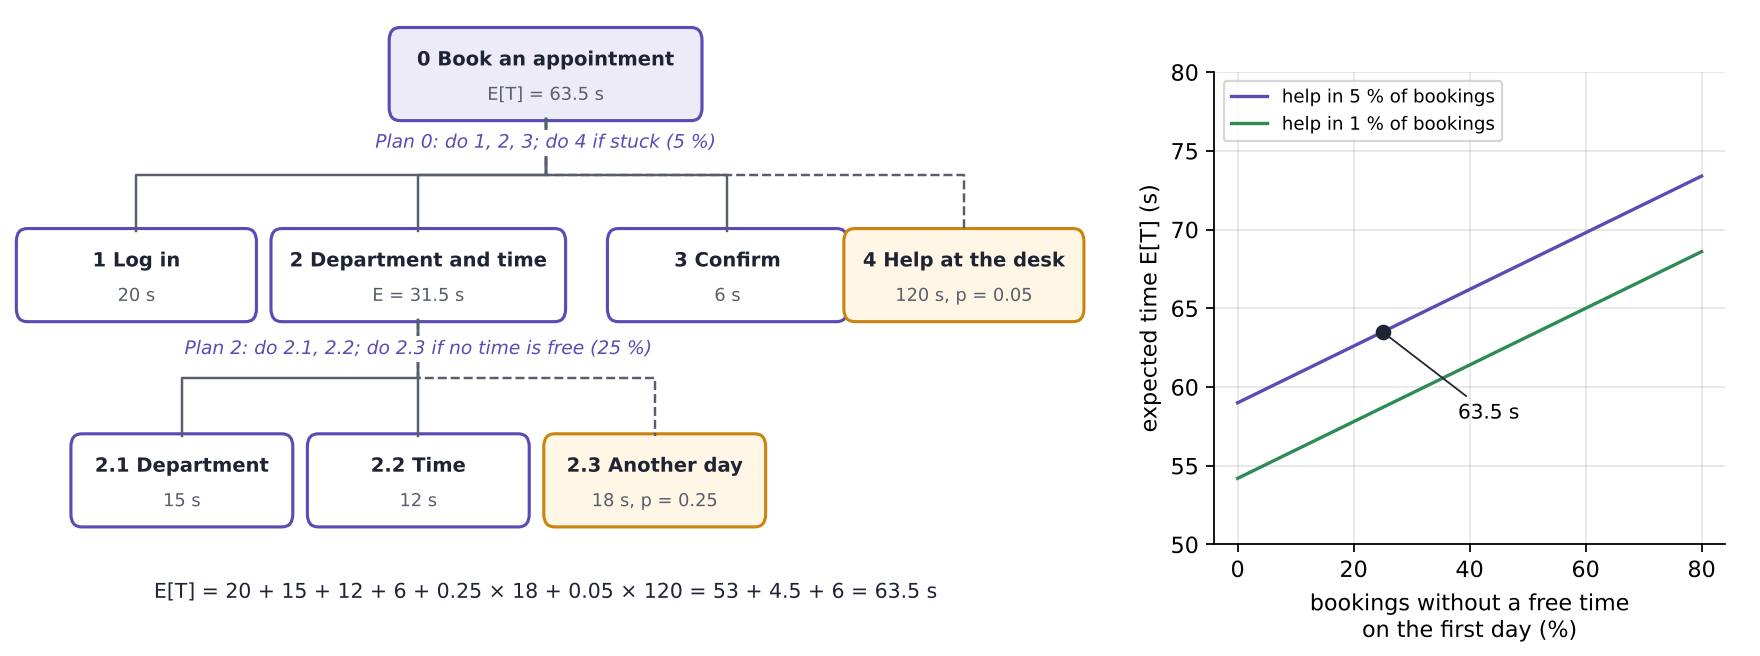 0 Book an appointment
E[T] = 63.5 s
Plan 0: do 1, 2, 3; do 4 if stuck (5 %)
1 Log in
20 s
2 Department and time
E = 31.5 s
3 Confirm
6 s
4 Help at the desk
120 s, p = 0.05
Plan 2: do 2.1, 2.2; do 2.3 if no time is free (25 %)
2.1 Department
15 s
2.2 Time
12 s
2.3 Another day
18 s, p = 0.25
E[T] = 20 + 15 + 12 + 6 + 0.25 × 18 + 0.05 × 120 = 53 + 4.5 + 6 = 63.5 s
help in 5 % of bookings
help in 1 % of bookings
expected time E[T] (s)
80
75
70
65
60
55
50
63.5 s
0 20 40 60 80
bookings without a free time
on the first day (%)